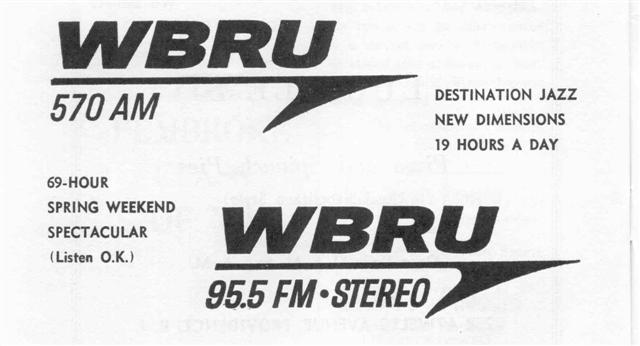 WBRU
570 AM
DESTINATION JAZZ
NEW DIMENSIONS
19 HOURS A DAY
69-HOUR
SPRING WEEKEND
SPECTACULAR
(Listen O.K.)
WBRU
95.5 FM • STEREO